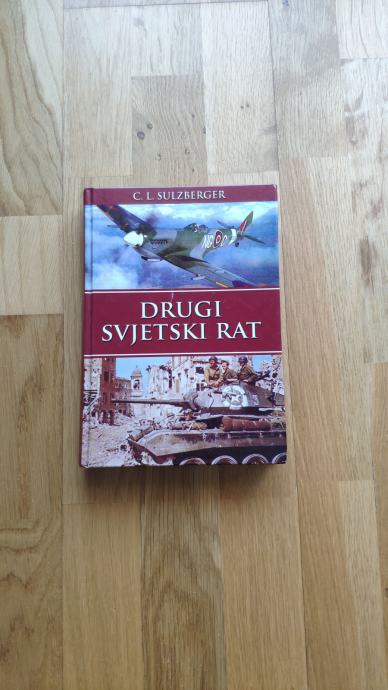 C. L. SULZBERGER
DRUGI
SVJETSKI RAT